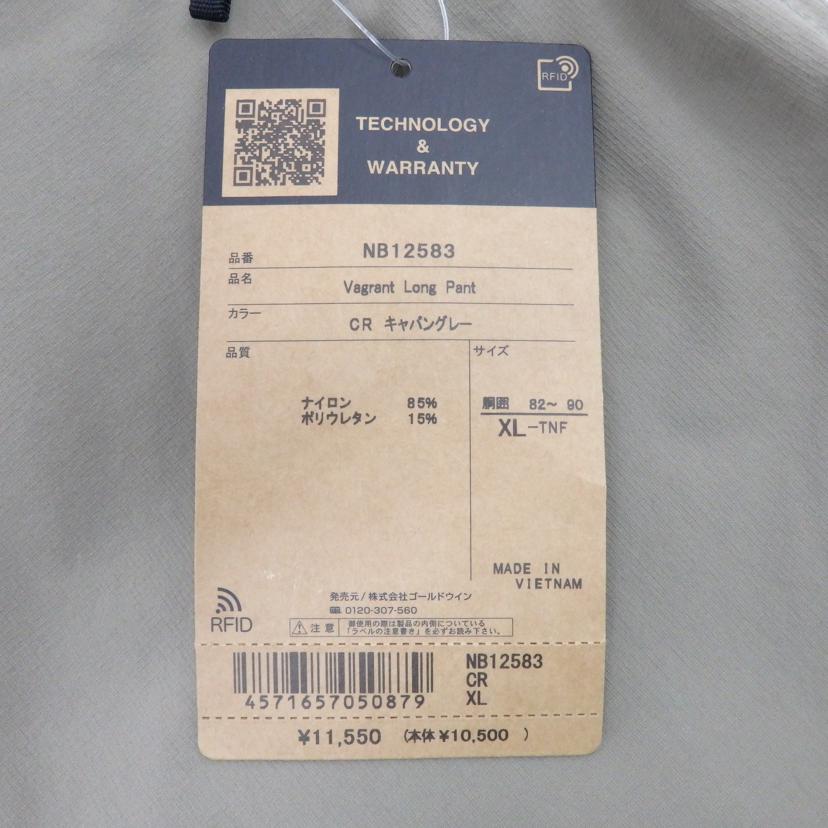 RFID
TECHNOLOGY
&
WARRANTY
品番 NB12583
品名 Vagrant Long Pant
カラー CR キャバングレー
品質 サイズ
ナイロン 85%
ポリウレタン 15%
胴囲 82～ 90
XL-TNF
MADE IN
VIETNAM
RFID
発売元/株式会社ゴールドウイン
0120-307-560
注意 御使用の際は製品の内側についている
「ラベルの注意書き」を必ずお読み下さい。
4571657050879
NB12583
CR
XL
¥11,550 (本体 ¥10,500 )